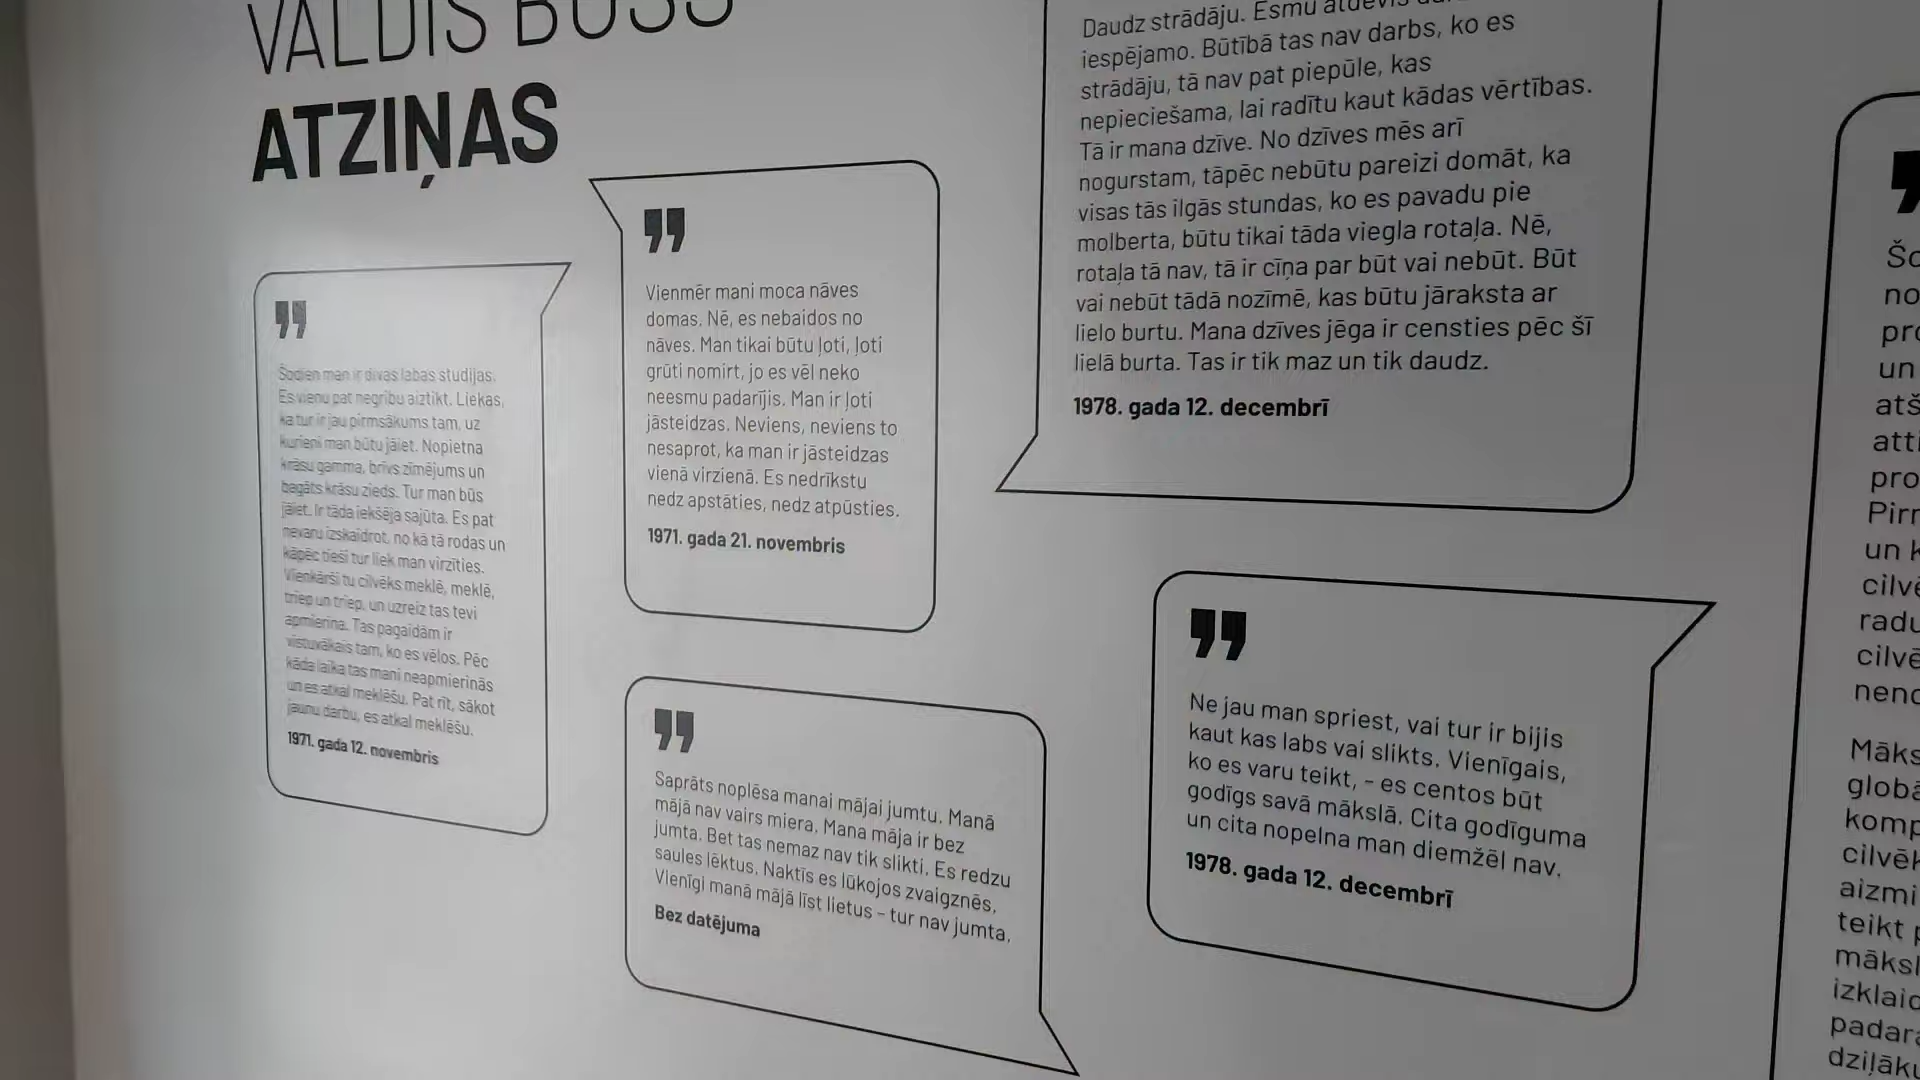 VALDIS BUŠS
ATZIŅAS
Šodien man ir divas labas studijas.
Es vienu pat negribu aiztikt. Liekas,
ka tur ir jau pirmsākums tam, uz
kurieni man būtu jāiet. Nopietna
krāsu gamma, brīvs zīmējums un
bagāts krāsu zieds. Tur man būs
jāiet. Ir tāda iekšēja sajūta. Es pat
nevaru izskaidrot, no kā tā rodas un
kāpēc tieši tur liek man virzīties.
Vienkārši tu cilvēks meklē, meklē,
triep un triep, un uzreiz tas tevi
apmierina. Tas pagaidām ir
vistuvākais tam, ko es vēlos. Pēc
kāda laika tas mani neapmierinās
un es atkal meklēšu. Pat rīt, sākot
jaunu darbu, es atkal meklēšu.
1971. gada 12. novembris
Vienmēr mani moca nāves
domas. Nē, es nebaidos no
nāves. Man tikai būtu ļoti, ļoti
grūti nomirt, jo es vēl neko
neesmu padarījis. Man ir ļoti
jāsteidzas. Neviens, neviens to
nesaprot, ka man ir jāsteidzas
vienā virzienā. Es nedrīkstu
nedz apstāties, nedz atpūsties.
1971. gada 21. novembris
Saprāts noplēsa manai mājai jumtu. Manā
mājā nav vairs miera. Mana māja ir bez
jumta. Bet tas nemaz nav tik slikti. Es redzu
saules lēktus. Naktīs es lūkojos zvaigznēs.
Vienīgi manā mājā līst lietus – tur nav jumta.
Bez datējuma
Daudz strādāju. Esmu
iespējamo. Būtībā tas nav darbs, ko es
strādāju, tā nav pat piepūle, kas
nepieciešama, lai radītu kaut kādas vērtības.
Tā ir mana dzīve. No dzīves mēs arī
nogurstam, tāpēc nebūtu pareizi domāt, ka
visas tās ilgās stundas, ko es pavadu pie
molberta, būtu tikai tāda viegla rotaļa. Nē,
rotaļa tā nav, tā ir cīņa par būt vai nebūt. Būt
vai nebūt tādā nozīmē, kas būtu jāraksta ar
lielo burtu. Mana dzīves jēga ir censties pēc šī
lielā burta. Tas ir tik maz un tik daudz.
1978. gada 12. decembrī
Ne jau man spriest, vai tur ir bijis
kaut kas labs vai slikts. Vienīgais,
ko es varu teikt, – es centos būt
godīgs savā mākslā. Cita godīguma
un cita nopelna man diemžēl nav.
1978. gada 12. decembrī
un
un
teikt